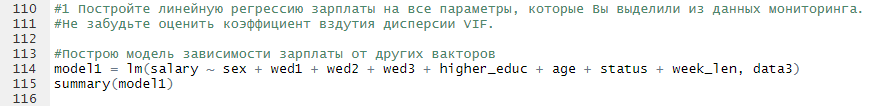 110 #1 Постройте линейную регрессию зарплаты на все параметры, которые Вы выделили из данных мониторинга.
111 #Не забудьте оценить коэффициент вздутия дисперсии VIF.
112
113 #Построю модель зависимости зарплаты от других вакторов
114 model1 = lm(salary ~ sex + wed1 + wed2 + wed3 + higher_educ + age + status + week_len, data3)
115 summary(model1)
116